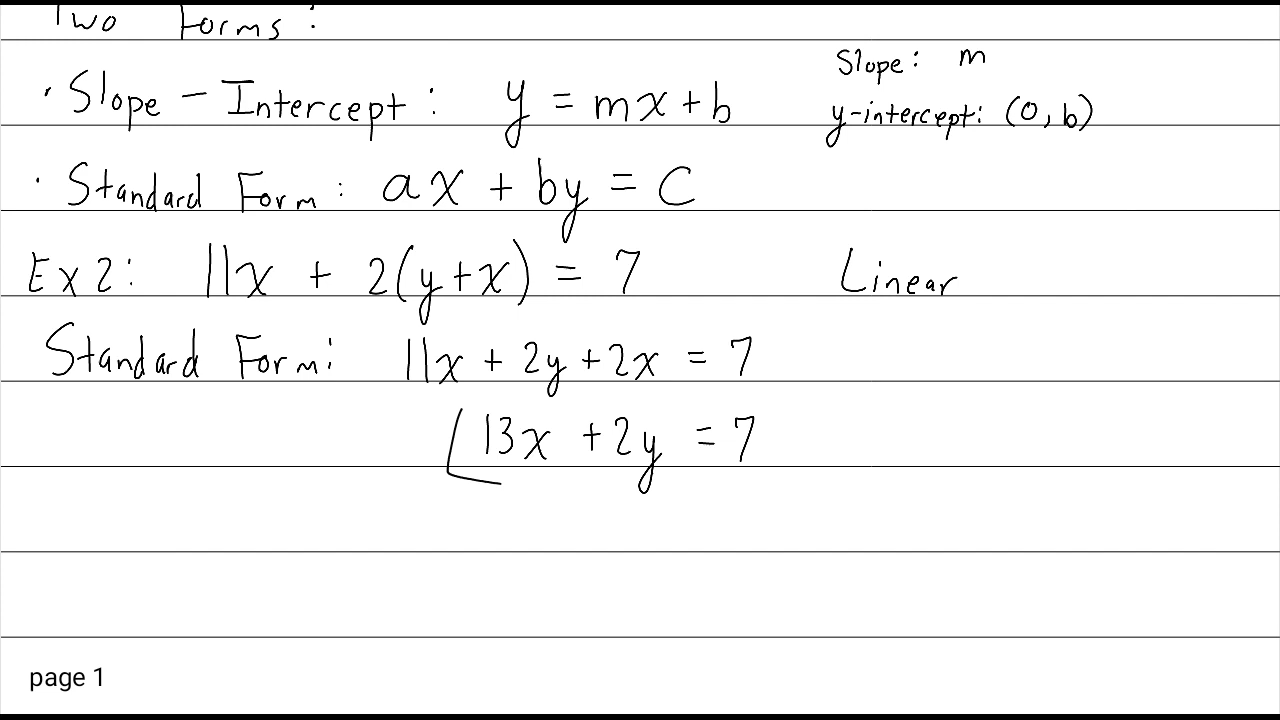 Two Forms:
Slope: m
· Slope - Intercept: y = mx + b
y-intercept: (0, b)
· Standard Form: ax + by = c
Ex 2: 11x + 2(y+x) = 7 Linear
Standard Form: 11x + 2y + 2x = 7
13x + 2y = 7
page 1